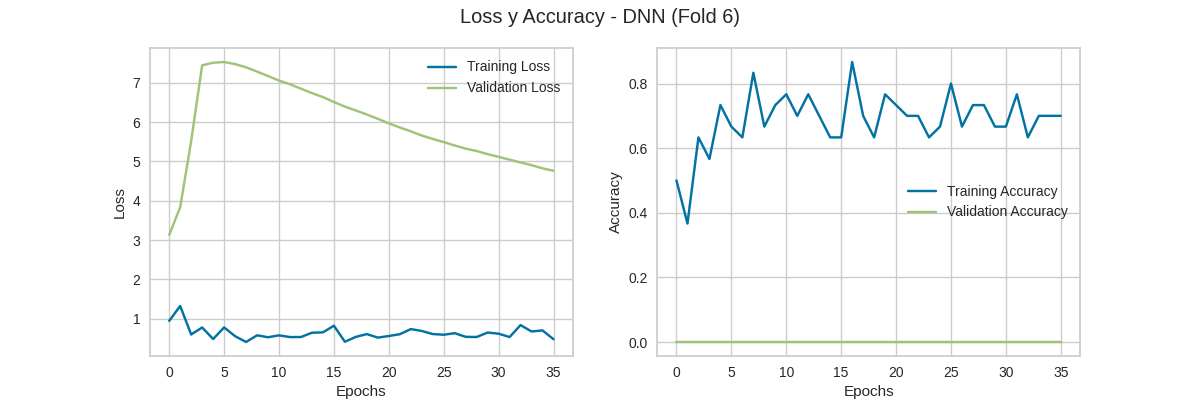 Loss y Accuracy - DNN (Fold 6)
Training Loss
Validation Loss
7
6
5
4
3
2
1
0 5 10 15 20 25 30 35
Epochs
Loss
Training Accuracy
Validation Accuracy
0.8
0.6
0.4
0.2
0.0
0 5 10 15 20 25 30 35
Epochs
Accuracy